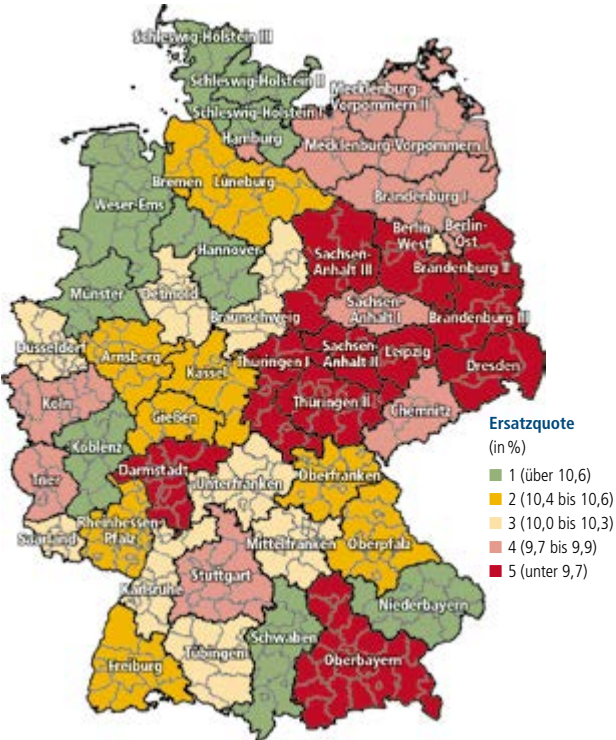 Schleswig-Holstein III
Schleswig-Holstein II
Schleswig-Holstein I
Mecklenburg-
Vorpommern II
Hamburg
Mecklenburg-Vorpommern I
Bremen
Lüneburg
Brandenburg I
Weser-Ems
Berlin-
West
Berlin-
Ost
Hannover
Sachsen-
Anhalt III
Brandenburg II
Münster
Detmold
Braunschweig
Sachsen-
Anhalt I
Brandenburg III
Düsseldorf
Arnsberg
Kassel
Thüringen I
Sachsen-
Anhalt II
Leipzig
Dresden
Köln
Gießen
Thüringen II
Chemnitz
Koblenz
Trier
Darmstadt
Unterfranken
Oberfranken
Rheinhessen-
Pfalz
Saarland
Mittelfranken
Oberpfalz
Karlsruhe
Stuttgart
Niederbayern
Schwaben
Tübingen
Oberbayern
Freiburg
Ersatzquote
(in %)
1 (über 10,6)
2 (10,4 bis 10,6)
3 (10,0 bis 10,3)
4 (9,7 bis 9,9)
5 (unter 9,7)